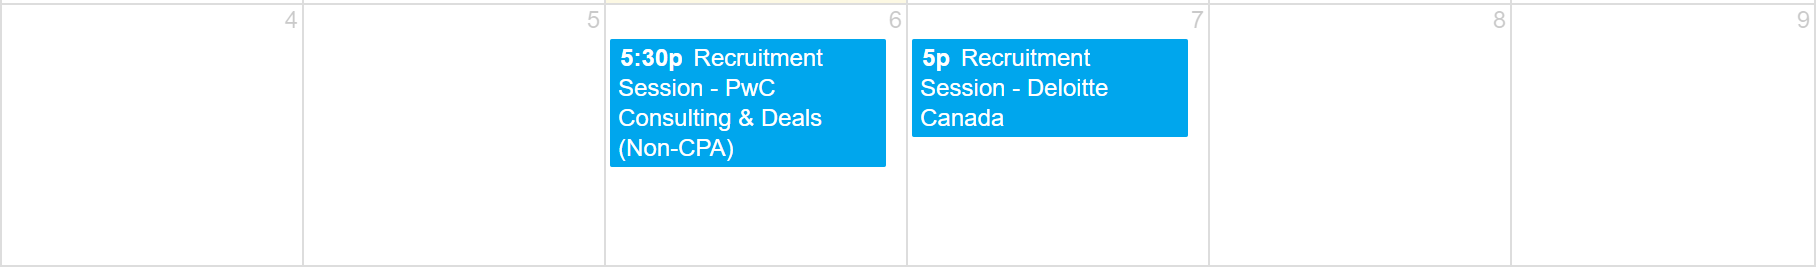 4
5
6
7
8
9
5:30p Recruitment
Session - PwC
Consulting & Deals
(Non-CPA)
5p Recruitment
Session - Deloitte
Canada